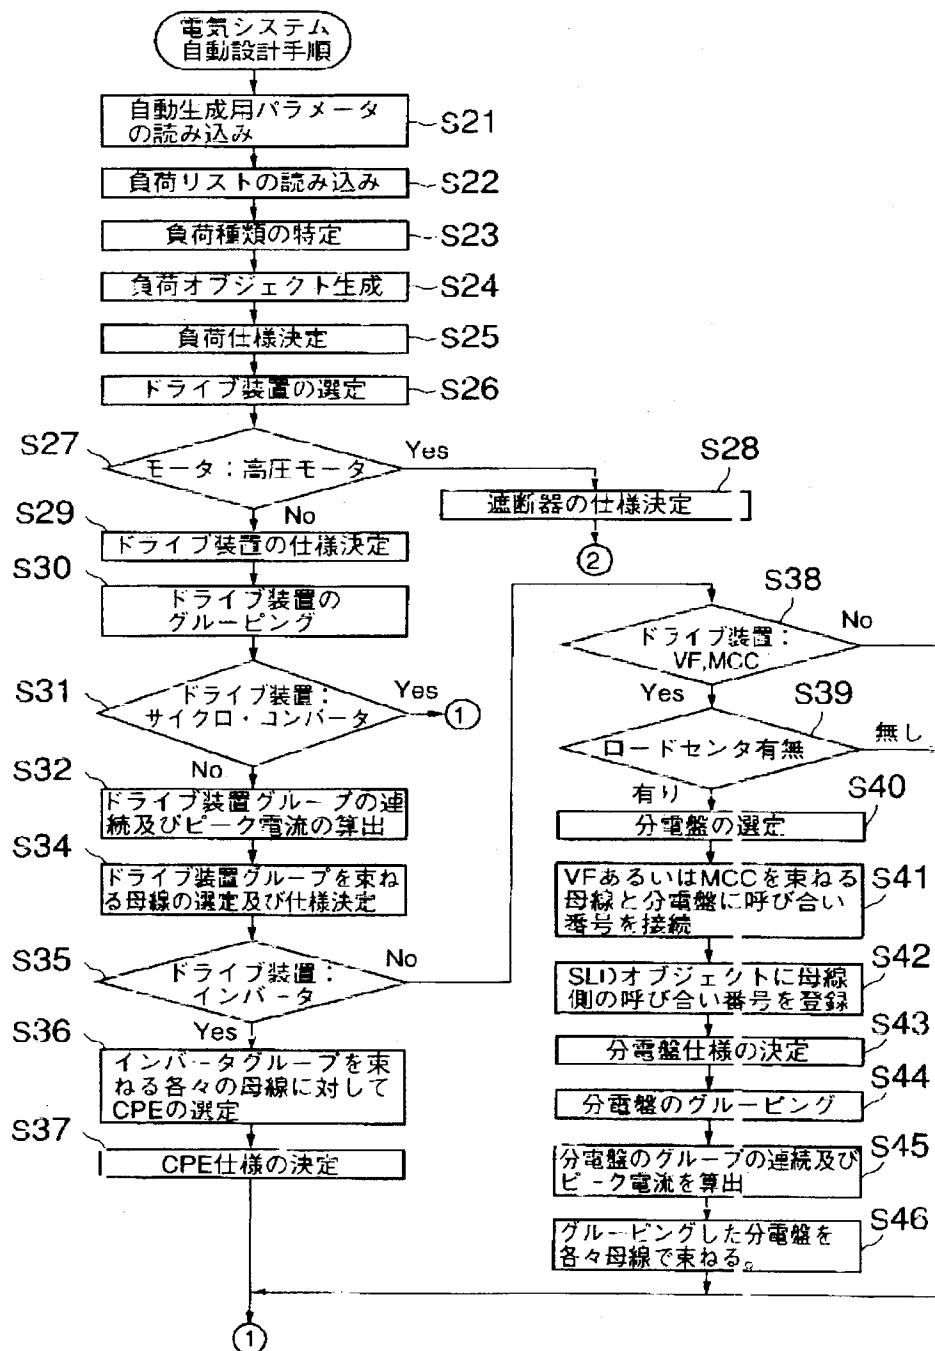 電気システム
自動設計手順
自動生成用パラメータ
の読み込み
S21
負荷リストの読み込み
S22
負荷種類の特定
S23
負荷オブジェクト生成
S24
負荷仕様決定
S25
ドライブ装置の選定
S26
S27
モータ：高圧モータ
Yes
No
S28
遮断器の仕様決定
②
S29
ドライブ装置の仕様決定
S30
ドライブ装置の
グルーピング
S31
ドライブ装置：
サイクロ・コンバータ
Yes
①
No
S32
ドライブ装置グループの連
続及びピーク電流の算出
S34
ドライブ装置グループを束ね
る母線の選定及び仕様決定
S35
ドライブ装置：
インバータ
No
Yes
S36
インバータグループを束
ねる各々の母線に対して
CPEの選定
S37
CPE仕様の決定
①
S38
ドライブ装置：
VF,MCC
No
Yes
S39
ロードセンタ有無
無し
有り
S40
分電盤の選定
S41
VFあるいはMCCを束ねる
母線と分電盤に呼び合い
番号を接続
S42
SLDオブジェクトに母線
側の呼び合い番号を登録
S43
分電盤仕様の決定
S44
分電盤のグルーピング
S45
分電盤のグループの連続及び
ピーク電流を算出
S46
グルーピングした分電盤を
各々母線で束ねる。